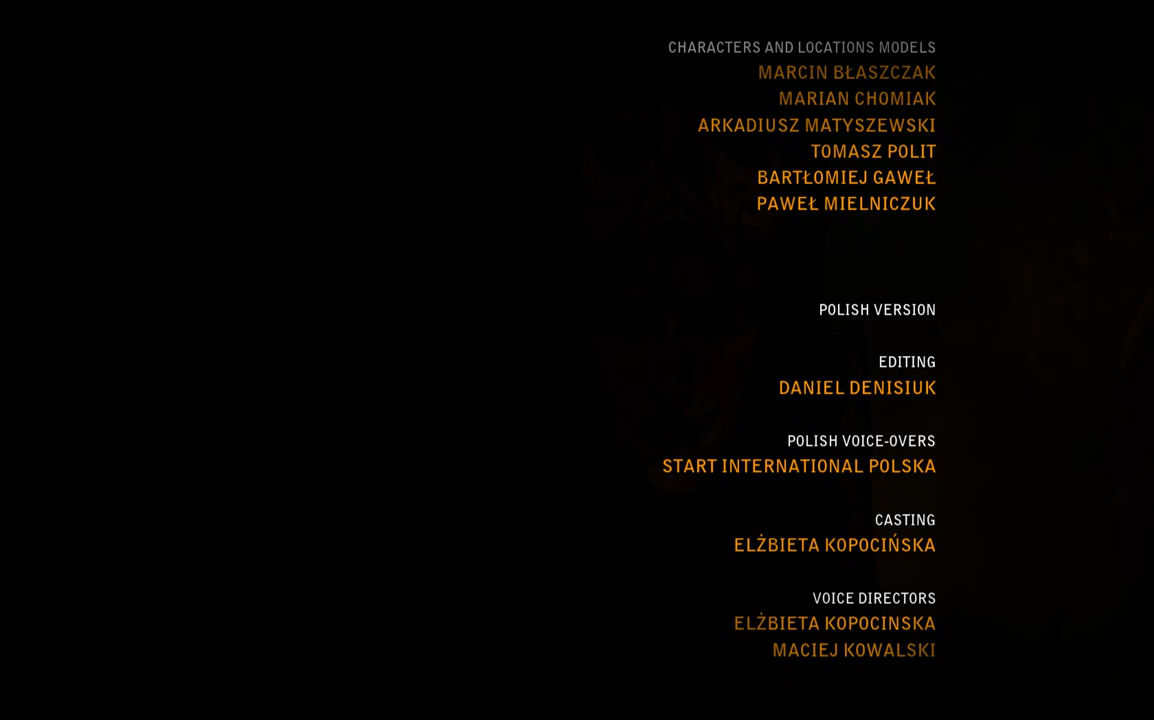 CHARACTERS AND LOCATIONS MODELS
MARCIN BŁASZCZAK
MARIAN CHOMIAK
ARKADIUSZ MATYSZEWSKI
TOMASZ POLIT
BARTŁOMIEJ GAWEŁ
PAWEŁ MIELNICZUK
POLISH VERSION
EDITING
DANIEL DENISIUK
POLISH VOICE-OVERS
START INTERNATIONAL POLSKA
CASTING
ELŻBIETA KOPOCIŃSKA
VOICE DIRECTORS
ELŻBIETA KOPOCINSKA
MACIEJ KOWALSKI